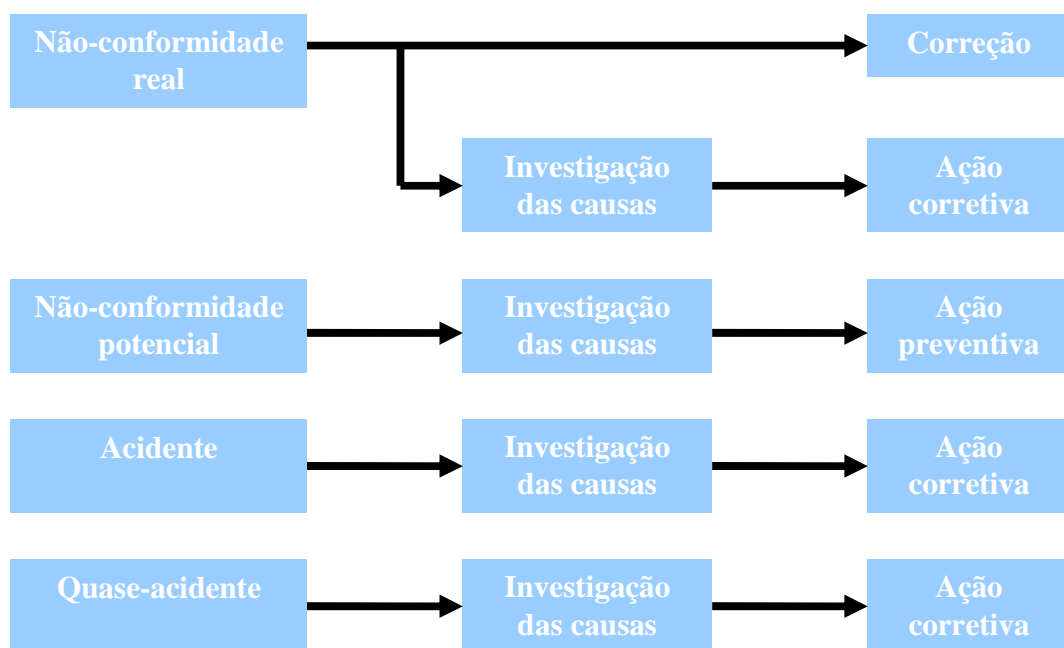 Não-conformidade
real
Correção
Investigação
das causas
Ação
corretiva
Não-conformidade
potencial
Investigação
das causas
Ação
preventiva
Acidente
Investigação
das causas
Ação
corretiva
Quase-acidente
Investigação
das causas
Ação
corretiva